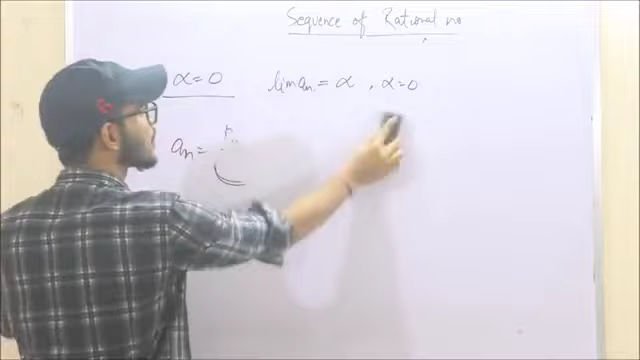 Sequence of Rational no
α = 0
lim aₙ = α , α = 0
aₙ =